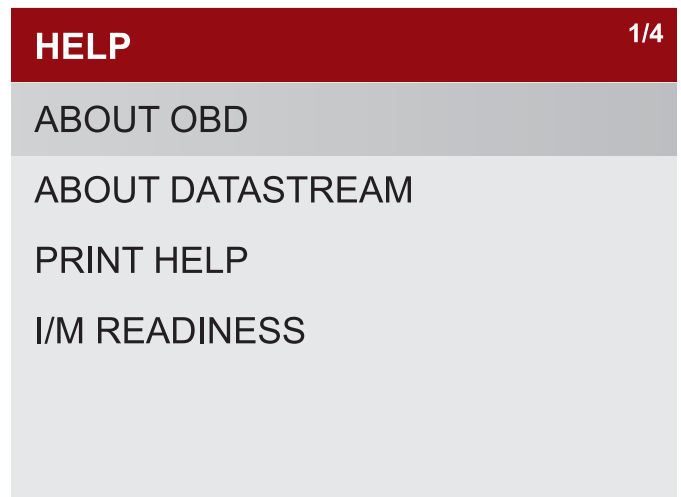 HELP 1/4
ABOUT OBD
ABOUT DATASTREAM
PRINT HELP
I/M READINESS